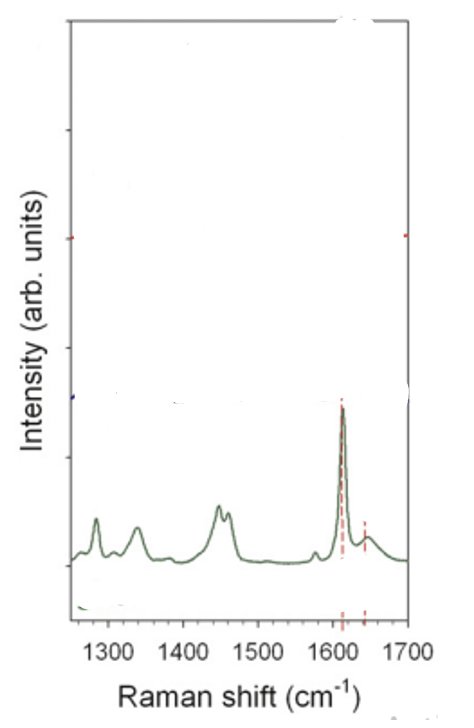 Intensity (arb. units)
1300 1400 1500 1600 1700
Raman shift (cm⁻¹)